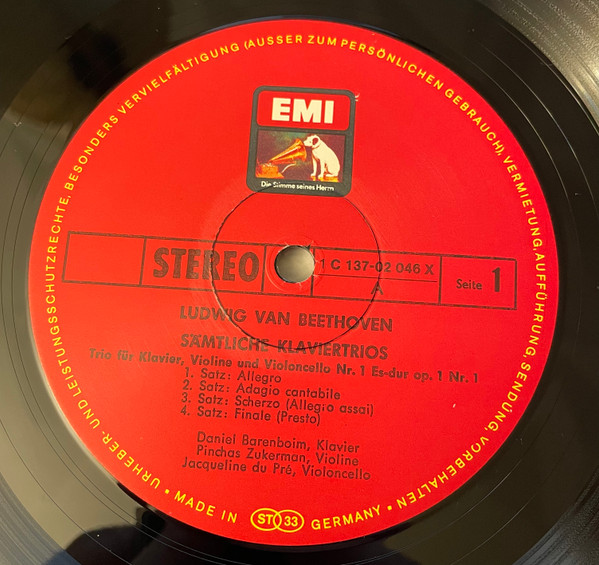 URHEBER- UND LEISTUNGSSCHUTZRECHTE, BESONDERS VERVIELFÄLTIGUNG (AUSSER ZUM PERSÖNLICHEN GEBRAUCH), VERMIETUNG, AUFFÜHRUNG, SENDUNG, VORBEHALTEN •
EMI
Die Stimme seines Herrn
STEREO
1 C 137-02 046 X
A
Seite 1
LUDWIG VAN BEETHOVEN
SÄMTLICHE KLAVIERTRIOS
Trio für Klavier, Violine und Violoncello Nr. 1 Es-dur op. 1 Nr. 1
1. Satz: Allegro
2. Satz: Adagio cantabile
3. Satz: Scherzo (Allegro assai)
4. Satz: Finale (Presto)
Daniel Barenboim, Klavier
Pinchas Zukerman, Violine
Jacqueline du Pré, Violoncello
• MADE IN ST 33 GERMANY •